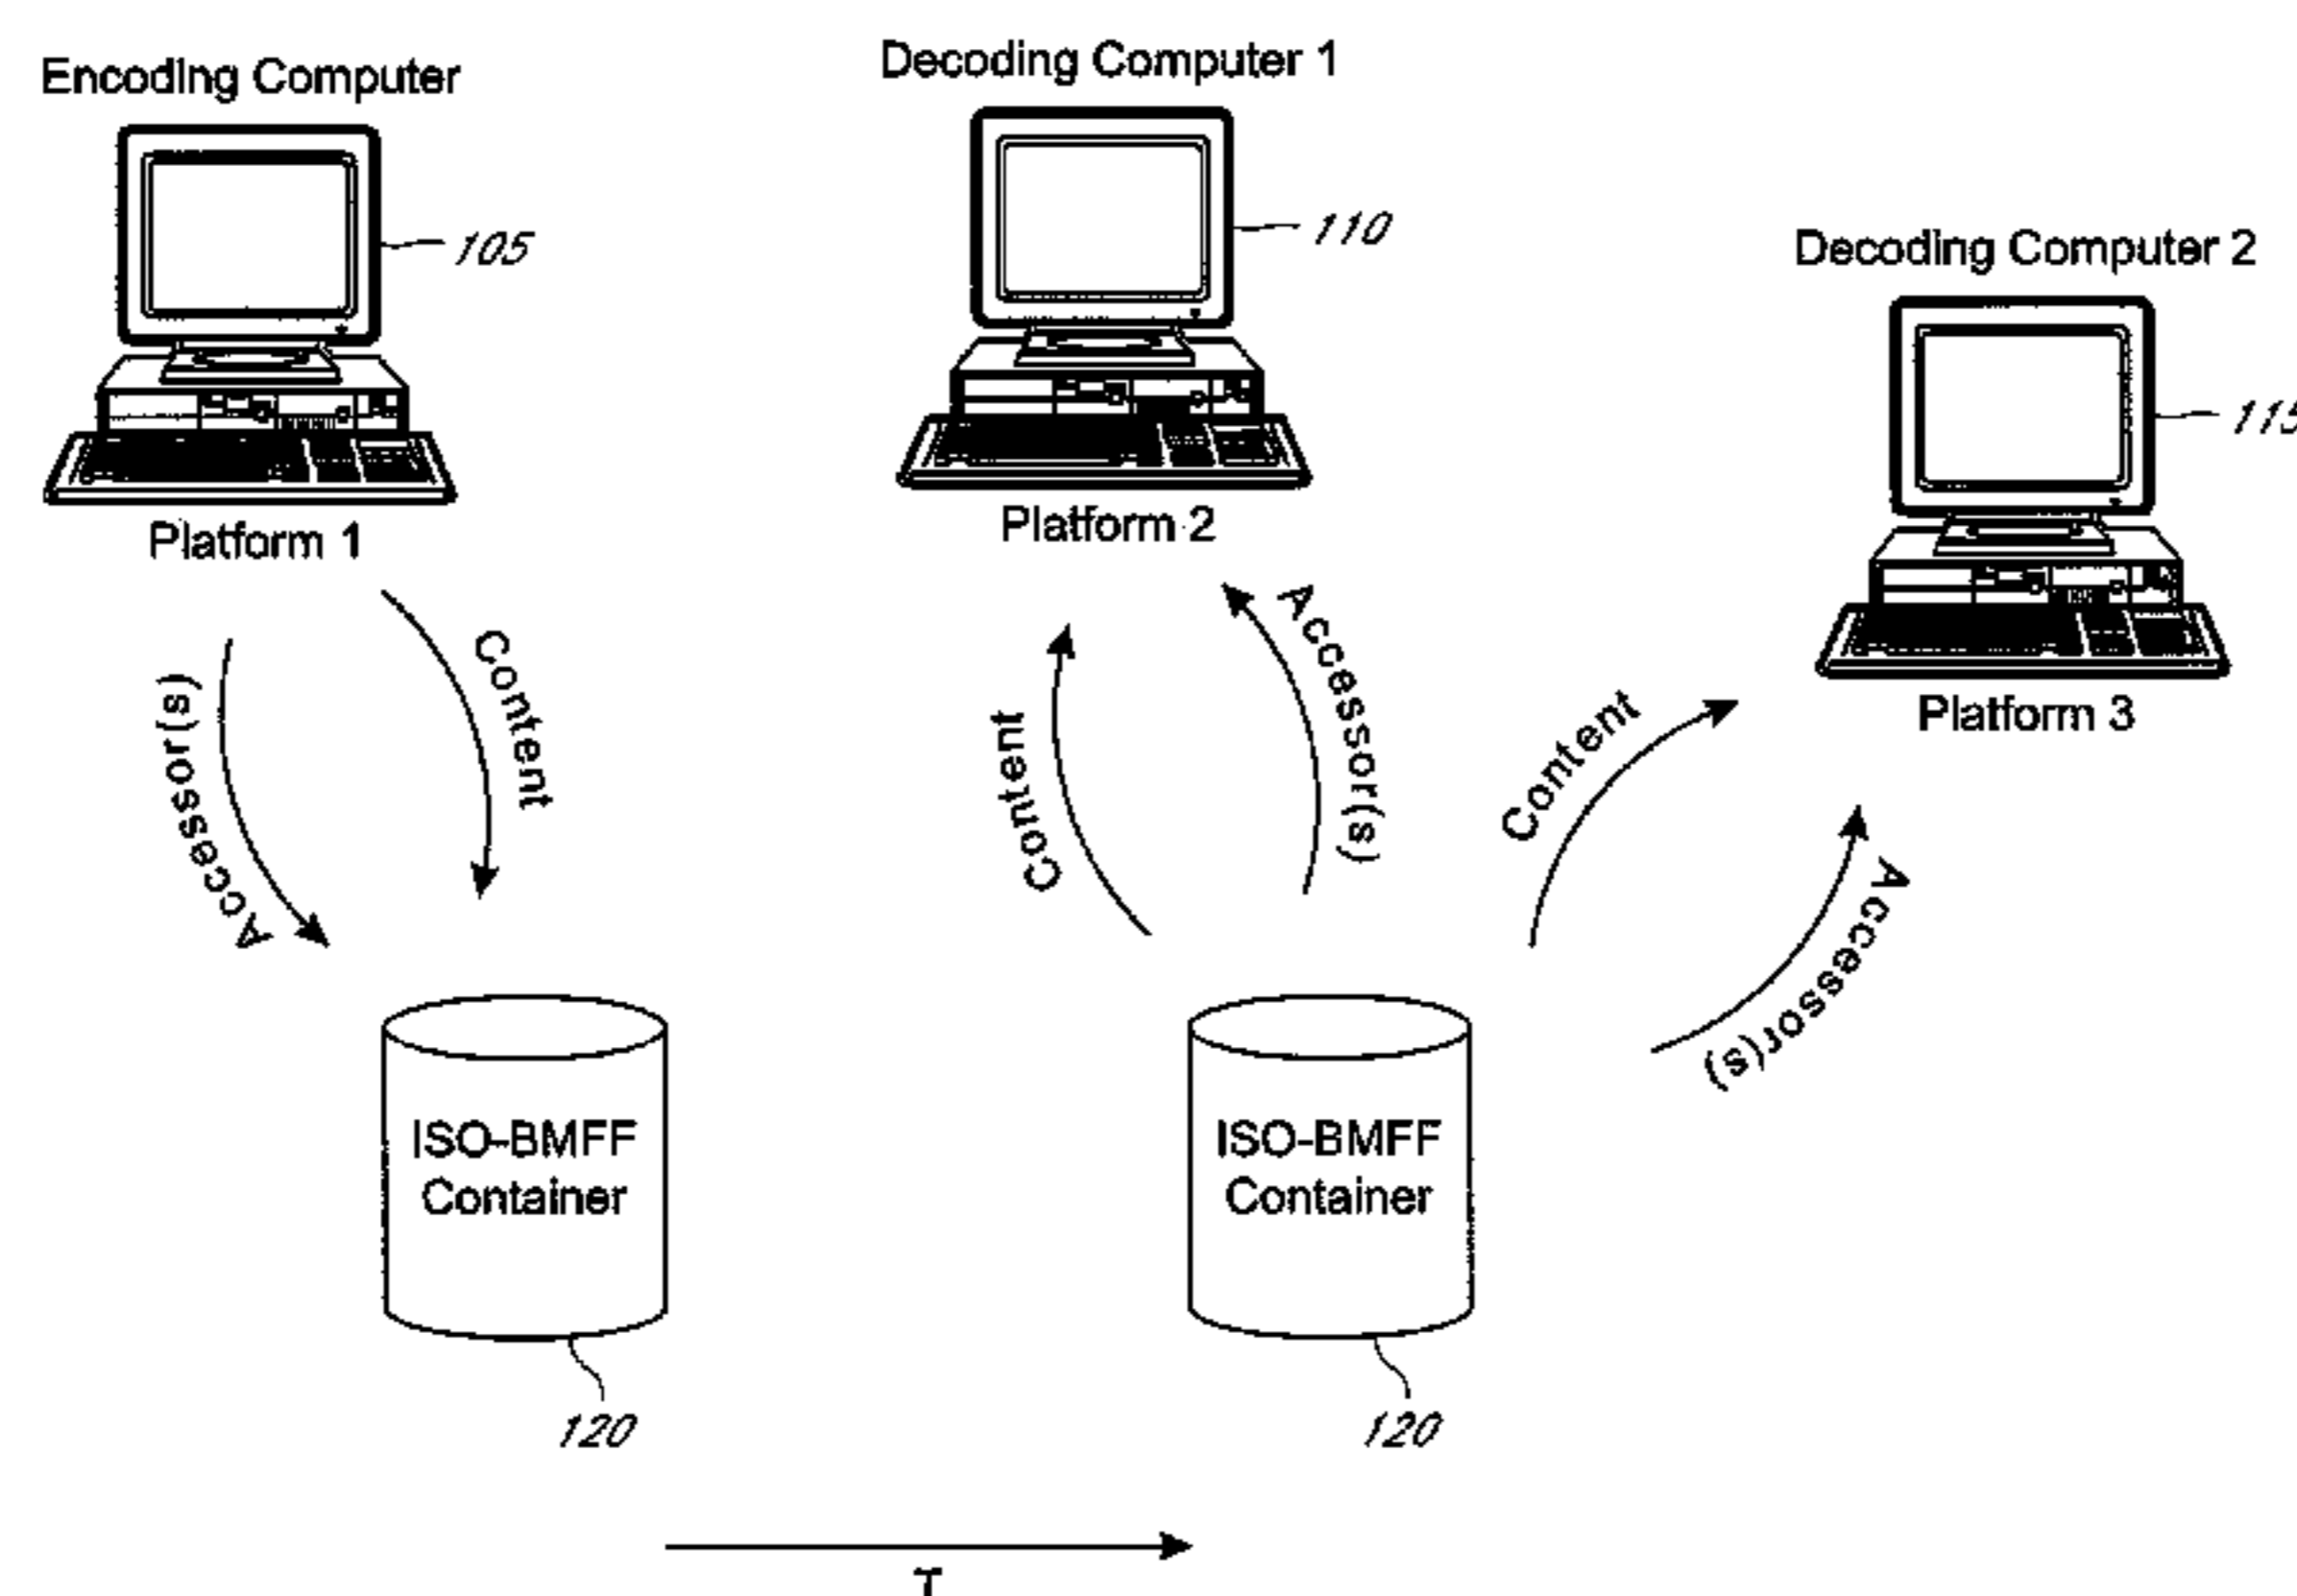 Encoding Computer
105
Platform 1
Decoding Computer 1
110
Platform 2
Decoding Computer 2
115
Platform 3
Accessor(s)
Content
Content
Accessor(s)
Content
Accessor(s)
ISO-BMFF
Container
120
ISO-BMFF
Container
120
T